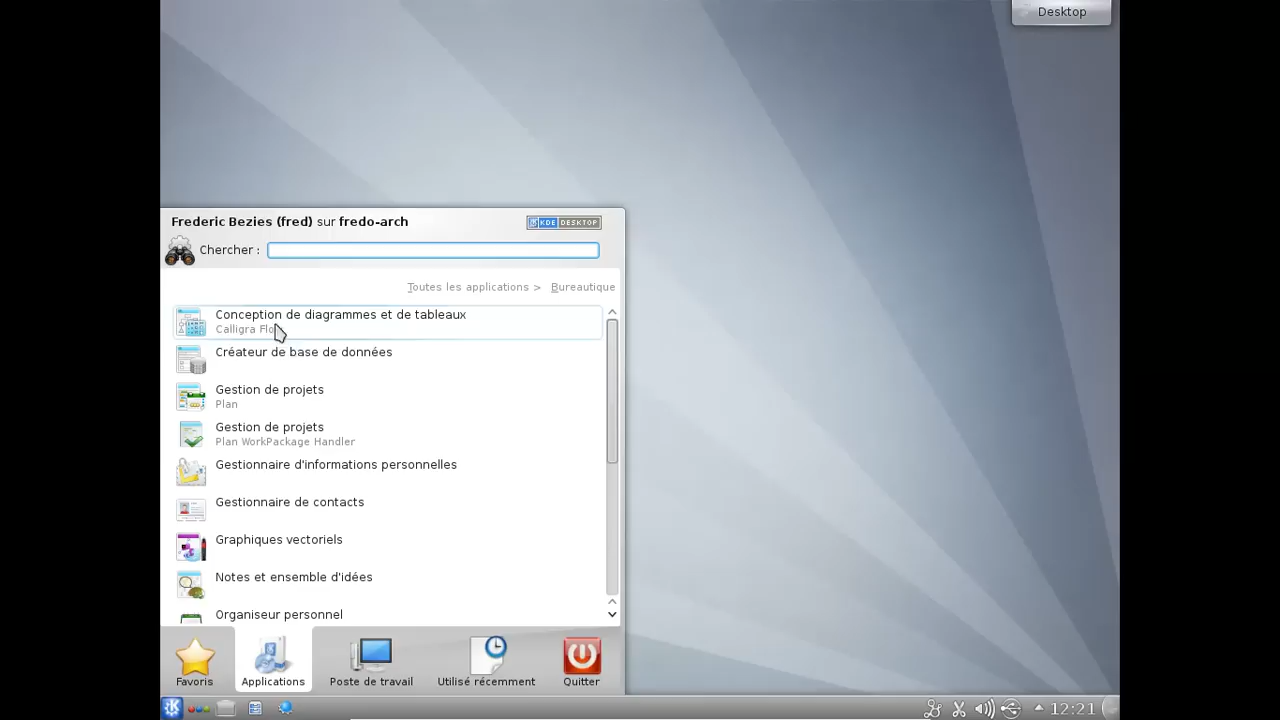 Desktop
Frederic Bezies (fred) sur fredo-arch
KDE DESKTOP
Chercher :
Toutes les applications > Bureautique
Conception de diagrammes et de tableaux
Calligra Flo
Créateur de base de données
Gestion de projets
Plan
Gestion de projets
Plan WorkPackage Handler
Gestionnaire d'informations personnelles
Gestionnaire de contacts
Graphiques vectoriels
Notes et ensemble d'idées
Organiseur personnel
Favoris Applications Poste de travail Utilisé récemment Quitter
12:21